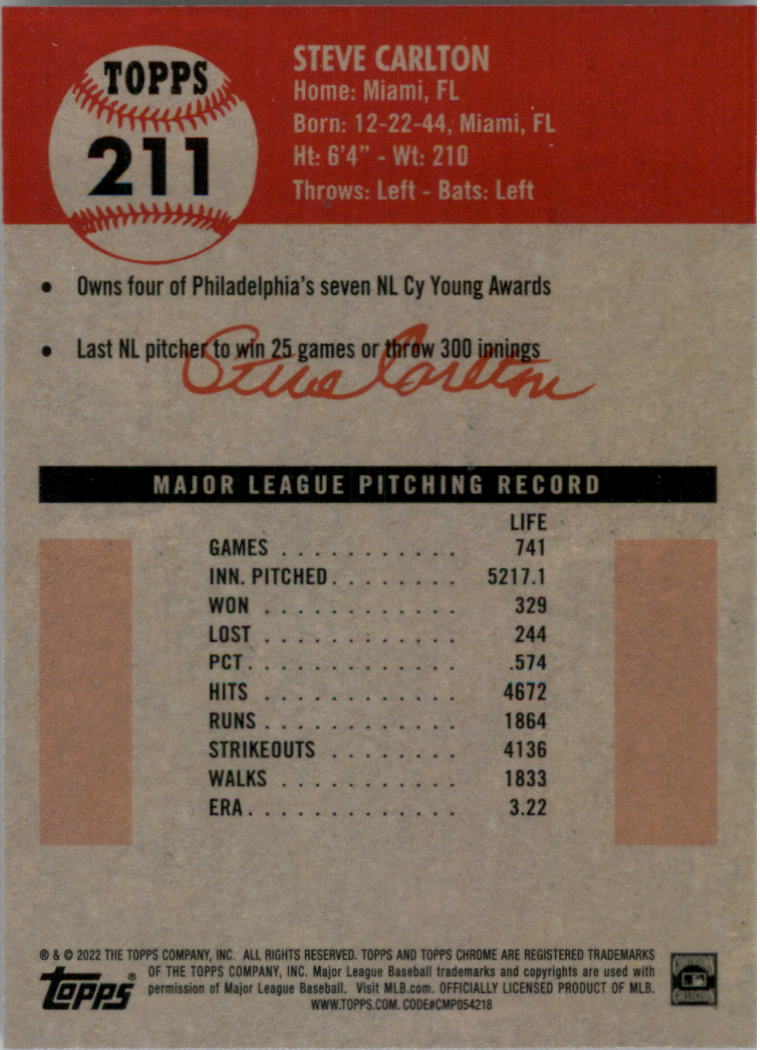 TOPPS
211
STEVE CARLTON
Home: Miami, FL
Born: 12-22-44, Miami, FL
Ht: 6'4" - Wt: 210
Throws: Left - Bats: Left
• Owns four of Philadelphia's seven NL Cy Young Awards
• Last NL pitcher to win 25 games or throw 300 innings
Steve Carlton
MAJOR LEAGUE PITCHING RECORD
LIFE
GAMES . . . . . . . . . . . 741
INN. PITCHED. . . . . . . . 5217.1
WON . . . . . . . . . . . . 329
LOST . . . . . . . . . . . . 244
PCT. . . . . . . . . . . . . .574
HITS . . . . . . . . . . . . 4672
RUNS . . . . . . . . . . . . 1864
STRIKEOUTS . . . . . . . . 4136
WALKS . . . . . . . . . . . 1833
ERA. . . . . . . . . . . . . 3.22
® & © 2022 THE TOPPS COMPANY, INC. ALL RIGHTS RESERVED. TOPPS AND TOPPS CHROME ARE REGISTERED TRADEMARKS
OF THE TOPPS COMPANY, INC. Major League Baseball trademarks and copyrights are used with
permission of Major League Baseball. Visit MLB.com. OFFICIALLY LICENSED PRODUCT OF MLB.
WWW.TOPPS.COM. CODE#CMP054218
topps®